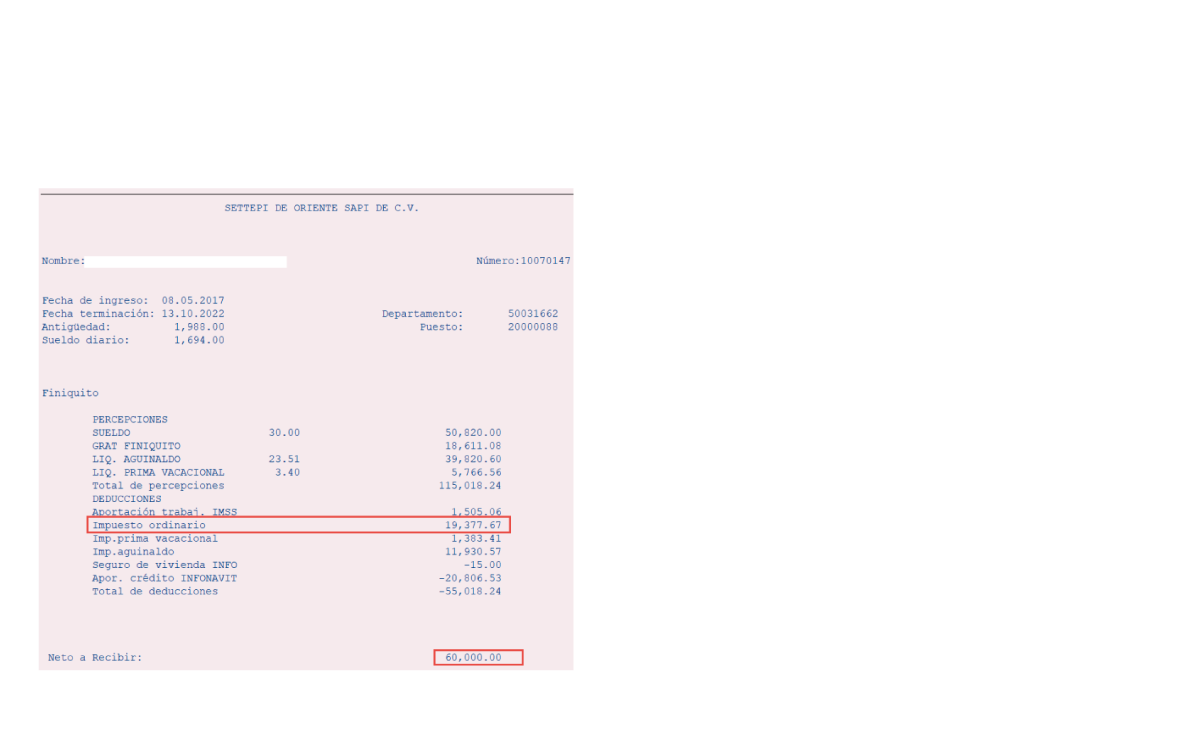 SETTEPI DE ORIENTE SAPI DE C.V.
Nombre: Número:10070147
Fecha de ingreso: 08.05.2017
Fecha terminación: 13.10.2022 Departamento: 50031662
Antigüedad: 1,988.00 Puesto: 20000088
Sueldo diario: 1,694.00
Finiquito
PERCEPCIONES
SUELDO 30.00 50,820.00
GRAT FINIQUITO 18,611.08
LIQ. AGUINALDO 23.51 39,820.60
LIQ. PRIMA VACACIONAL 3.40 5,766.56
Total de percepciones 115,018.24
DEDUCCIONES
Aportación trabaj. IMSS 1,505.06
Impuesto ordinario 19,377.67
Imp.prima vacacional 1,383.41
Imp.aguinaldo 11,930.57
Seguro de vivienda INFO -15.00
Apor. crédito INFONAVIT -20,806.53
Total de deducciones -55,018.24
Neto a Recibir: 60,000.00